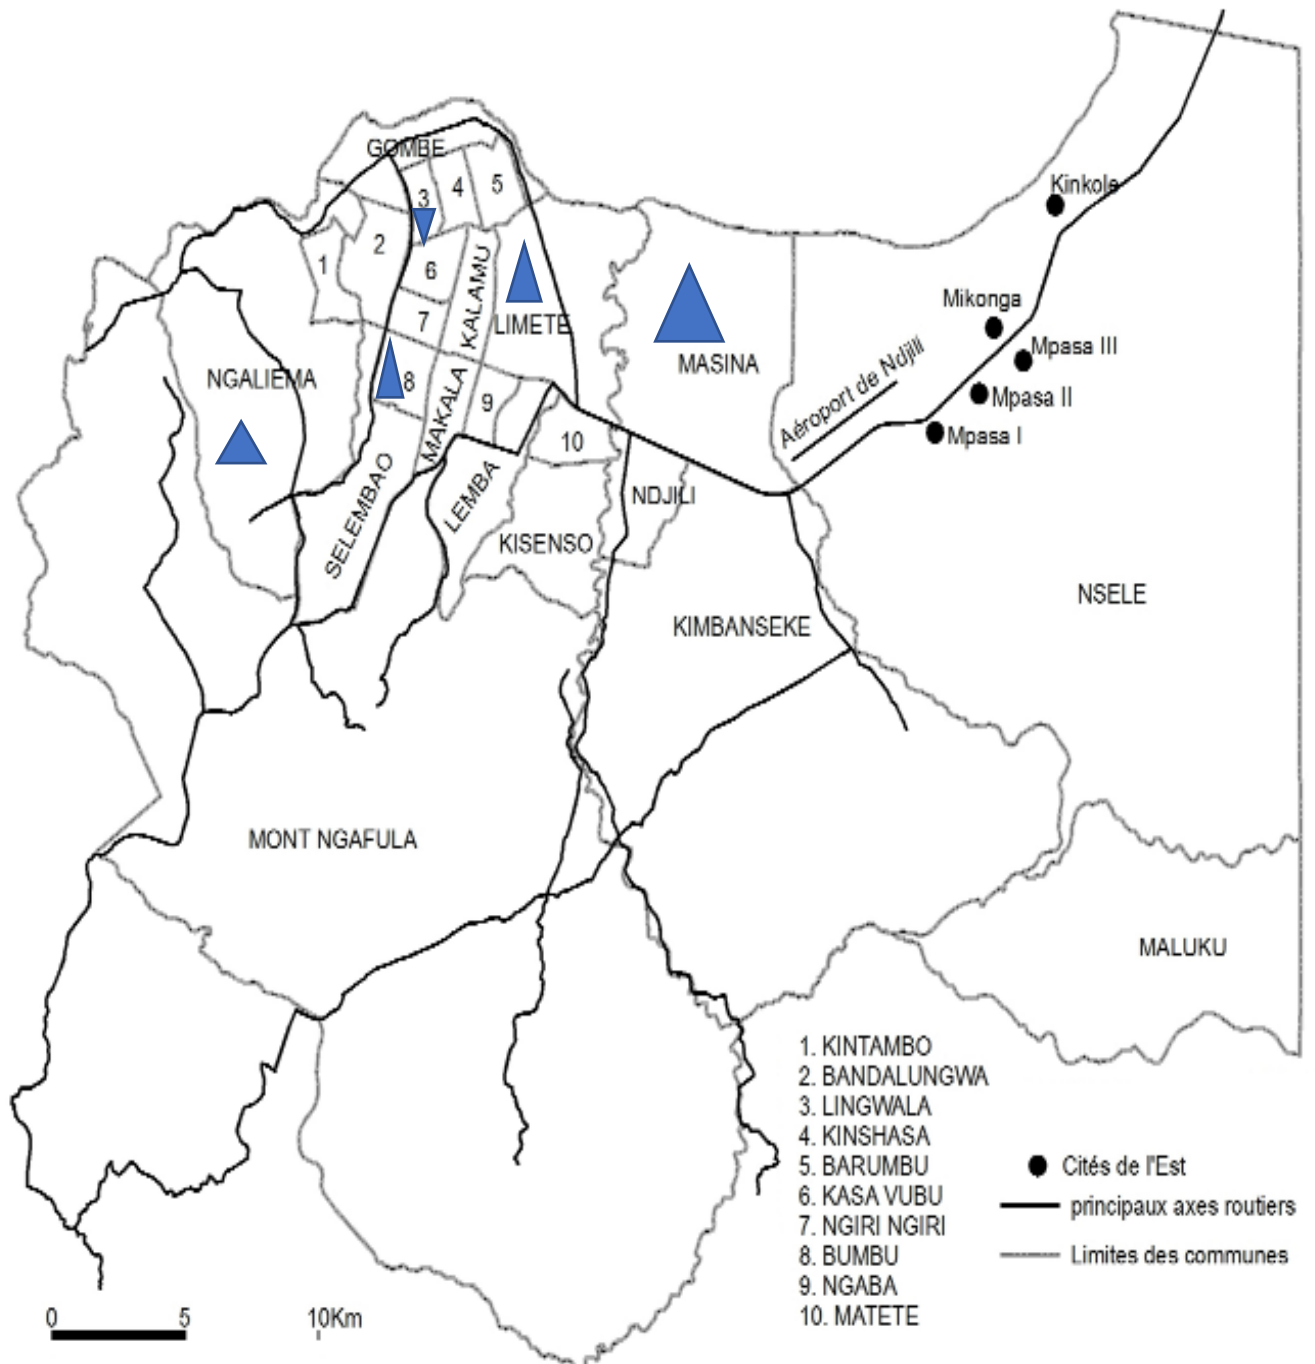 GOMBE
3
4
5
Kinkole
1
2
6
KALAMU
7
LIMETE
NGALIEMA
8
MAKALA
9
10
MASINA
Mikonga
Mpasa III
Mpasa II
Mpasa I
Aéroport de Ndjili
SELEMBAO
LEMBA
NDJILI
KISENSO
NSELE
KIMBANSEKE
MONT NGAFULA
MALUKU
1. KINTAMBO
2. BANDALUNGWA
3. LINGWALA
4. KINSHASA
5. BARUMBU
6. KASA VUBU
7. NGIRI NGIRI
8. BUMBU
9. NGABA
10. MATETE
Cités de l'Est
principaux axes routiers
Limites des communes
0 5 10Km